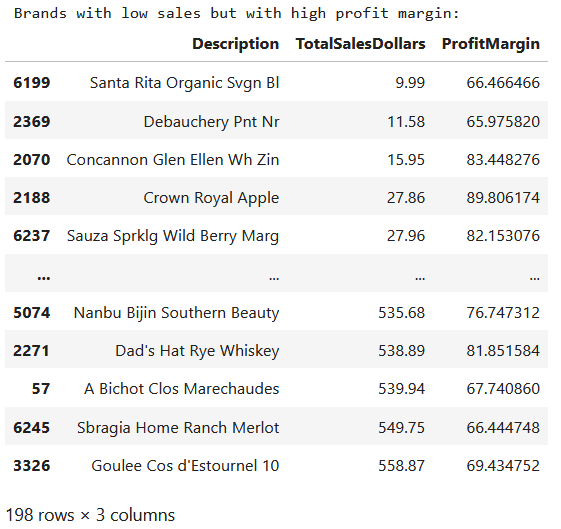 Brands with low sales but with high profit margin:
Description TotalSalesDollars ProfitMargin
6199 Santa Rita Organic Svgn Bl 9.99 66.466466
2369 Debauchery Pnt Nr 11.58 65.975820
2070 Concannon Glen Ellen Wh Zin 15.95 83.448276
2188 Crown Royal Apple 27.86 89.806174
6237 Sauza Sprklg Wild Berry Marg 27.96 82.153076
... ... ... ...
5074 Nanbu Bijin Southern Beauty 535.68 76.747312
2271 Dad's Hat Rye Whiskey 538.89 81.851584
57 A Bichot Clos Marechaudes 539.94 67.740860
6245 Sbragia Home Ranch Merlot 549.75 66.444748
3326 Goulee Cos d'Estournel 10 558.87 69.434752
198 rows × 3 columns